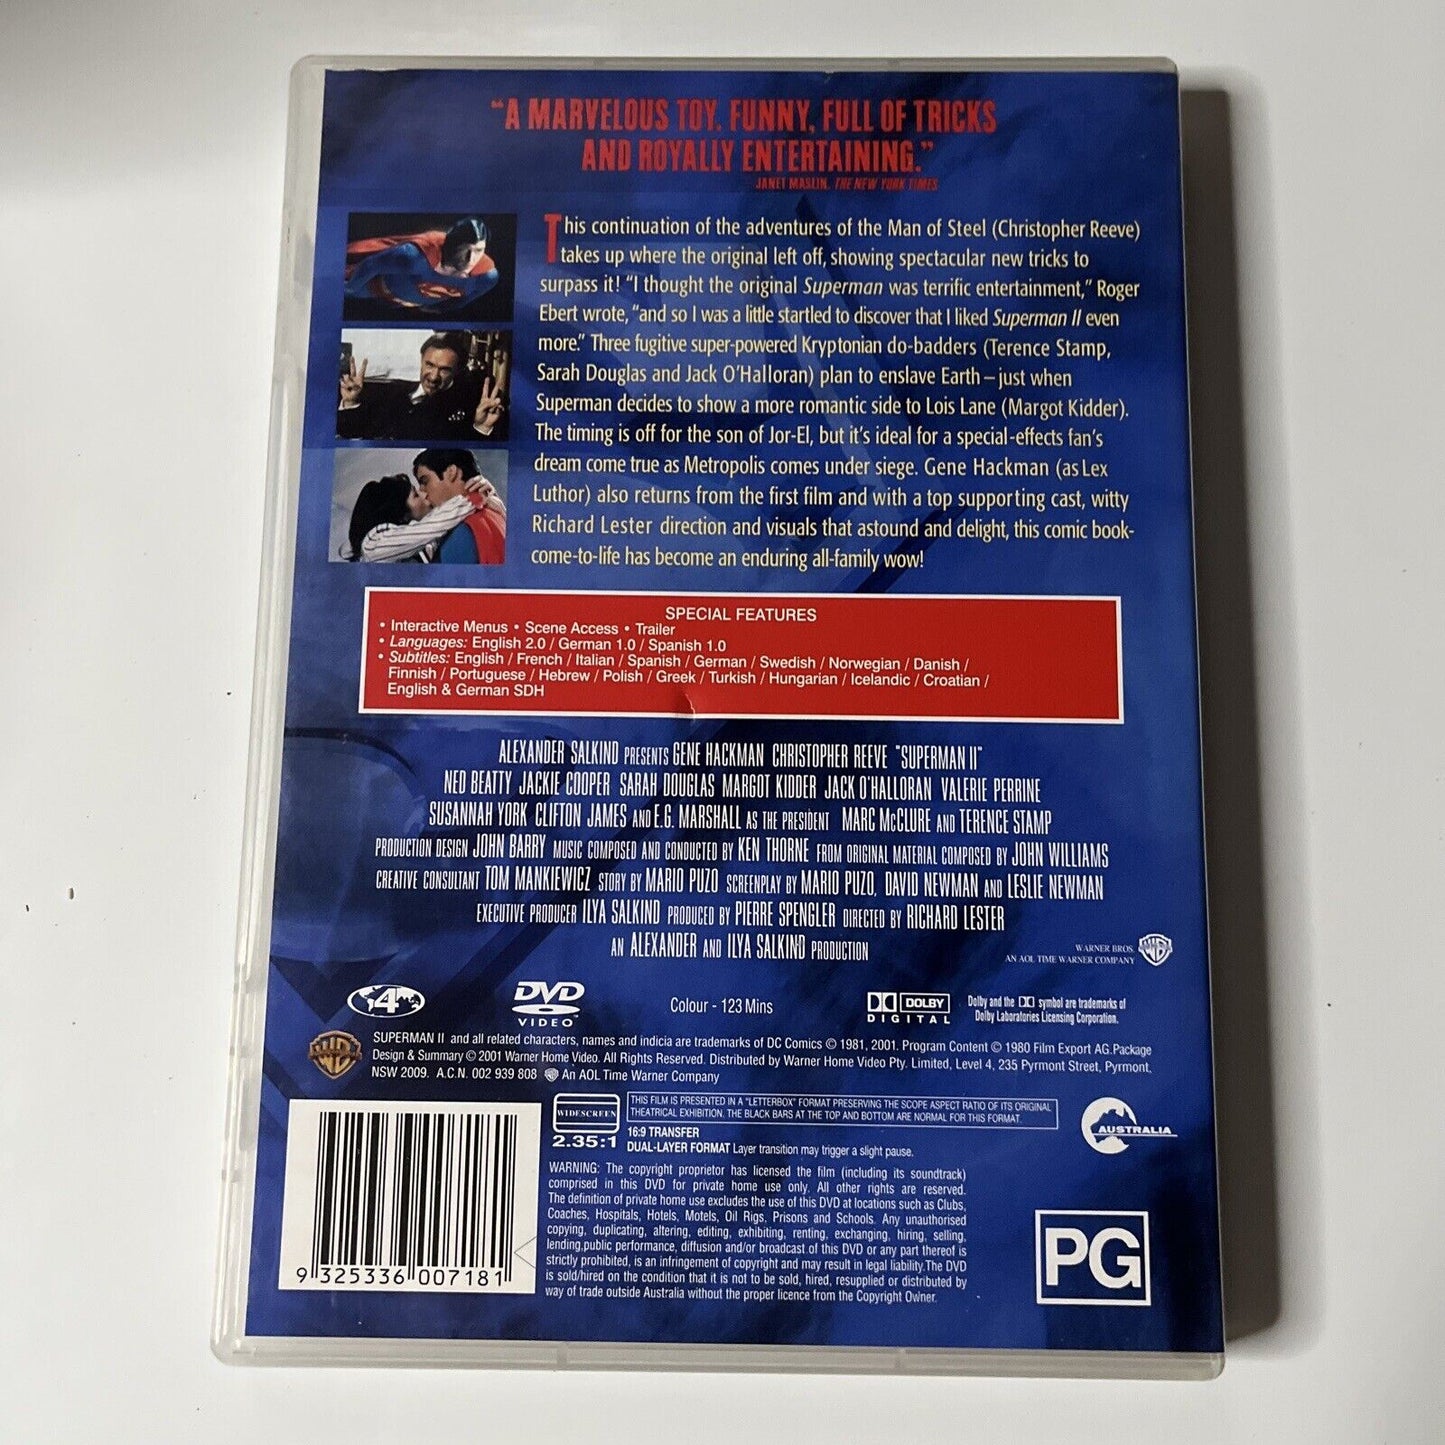 “A MARVELOUS TOY. FUNNY, FULL OF TRICKS
AND ROYALLY ENTERTAINING.”
JANET MASLIN, THE NEW YORK TIMES
This continuation of the adventures of the Man of Steel (Christopher Reeve)
takes up where the original left off, showing spectacular new tricks to
surpass it! “I thought the original Superman was terrific entertainment,” Roger
Ebert wrote, “and so I was a little startled to discover that I liked Superman II even
more.” Three fugitive super-powered Kryptonian do-badders (Terence Stamp,
Sarah Douglas and Jack O’Halloran) plan to enslave Earth – just when
Superman decides to show a more romantic side to Lois Lane (Margot Kidder).
The timing is off for the son of Jor-El, but it’s ideal for a special-effects fan’s
dream come true as Metropolis comes under siege. Gene Hackman (as Lex
Luthor) also returns from the first film and with a top supporting cast, witty
Richard Lester direction and visuals that astound and delight, this comic book-
come-to-life has become an enduring all-family wow!
SPECIAL FEATURES
• Interactive Menus • Scene Access • Trailer
• Languages: English 2.0 / German 1.0 / Spanish 1.0
• Subtitles: English / French / Italian / Spanish / German / Swedish / Norwegian / Danish /
Finnish / Portuguese / Hebrew / Polish / Greek / Turkish / Hungarian / Icelandic / Croatian /
English & German SDH
ALEXANDER SALKIND PRESENTS GENE HACKMAN CHRISTOPHER REEVE "SUPERMAN II"
NED BEATTY JACKIE COOPER SARAH DOUGLAS MARGOT KIDDER JACK O'HALLORAN VALERIE PERRINE
SUSANNAH YORK CLIFTON JAMES AND E.G. MARSHALL AS THE PRESIDENT MARC McCLURE AND TERENCE STAMP
PRODUCTION DESIGN JOHN BARRY MUSIC COMPOSED AND CONDUCTED BY KEN THORNE FROM ORIGINAL MATERIAL COMPOSED BY JOHN WILLIAMS
CREATIVE CONSULTANT TOM MANKIEWICZ STORY BY MARIO PUZO SCREENPLAY BY MARIO PUZO, DAVID NEWMAN AND LESLIE NEWMAN
EXECUTIVE PRODUCER ILYA SALKIND PRODUCED BY PIERRE SPENGLER DIRECTED BY RICHARD LESTER
AN ALEXANDER AND ILYA SALKIND PRODUCTION
WARNER BROS.
AN AOL TIME WARNER COMPANY
4
DVD
VIDEO
Colour - 123 Mins
DOLBY
DIGITAL
Dolby and the DD symbol are trademarks of
Dolby Laboratories Licensing Corporation.
SUPERMAN II and all related characters, names and indicia are trademarks of DC Comics © 1981, 2001. Program Content © 1980 Film Export AG.Package
Design & Summary © 2001 Warner Home Video. All Rights Reserved. Distributed by Warner Home Video Pty. Limited, Level 4, 235 Pyrmont Street, Pyrmont,
NSW 2009. A.C.N. 002 939 808 An AOL Time Warner Company
WIDESCREEN
2.35:1
THIS FILM IS PRESENTED IN A "LETTERBOX" FORMAT PRESERVING THE SCOPE ASPECT RATIO OF ITS ORIGINAL
THEATRICAL EXHIBITION. THE BLACK BARS AT THE TOP AND BOTTOM ARE NORMAL FOR THIS FORMAT.
16:9 TRANSFER
DUAL-LAYER FORMAT Layer transition may trigger a slight pause.
AUSTRALIA
WARNING: The copyright proprietor has licensed the film (including its soundtrack)
comprised in this DVD for private home use only. All other rights are reserved.
The definition of private home use excludes the use of this DVD at locations such as Clubs,
Coaches, Hospitals, Hotels, Motels, Oil Rigs, Prisons and Schools. Any unauthorised
copying, duplicating, altering, editing, exhibiting, renting, exchanging, hiring, selling,
lending,public performance, diffusion and/or broadcast of this DVD or any part thereof is
strictly prohibited, is an infringement of copyright and may result in legal liability.The DVD
is sold/hired on the condition that it is not to be sold, hired, resupplied or distributed by
way of trade outside Australia without the proper licence from the Copyright Owner.
PG
9 325336 007181